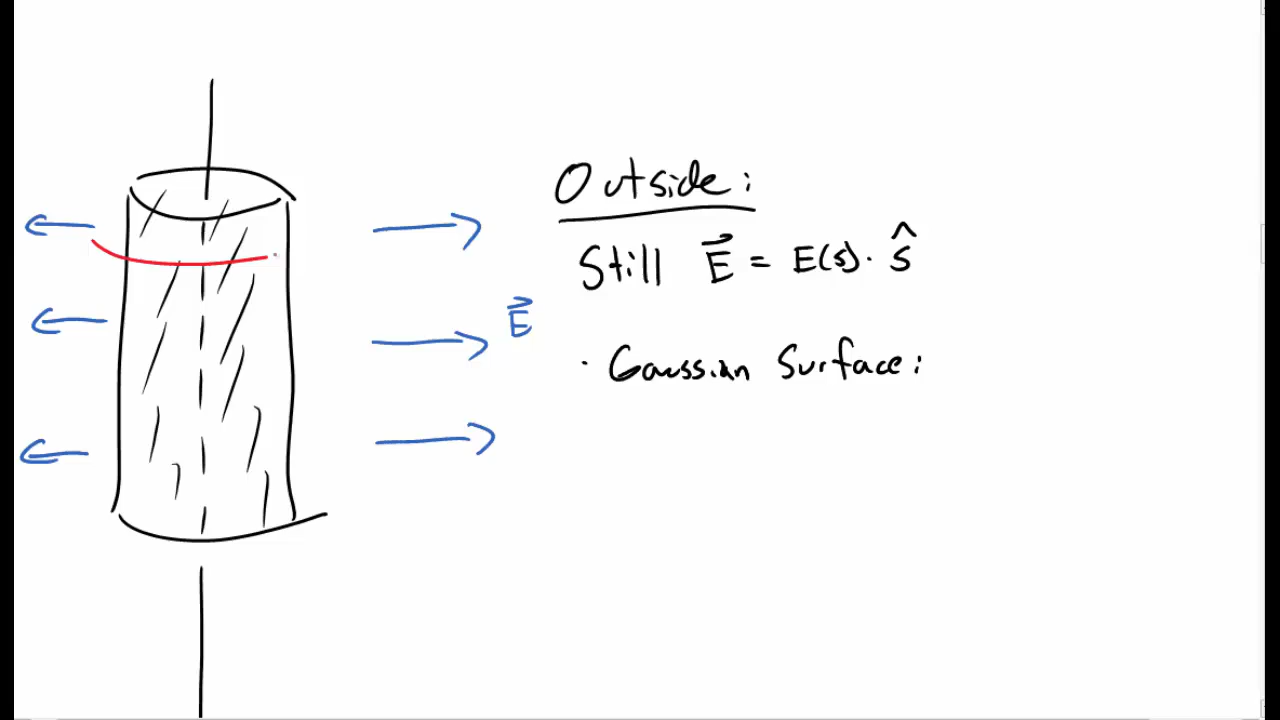 Outside:
Still E⃗ = E(s)· ŝ
E⃗
· Gaussian Surface: